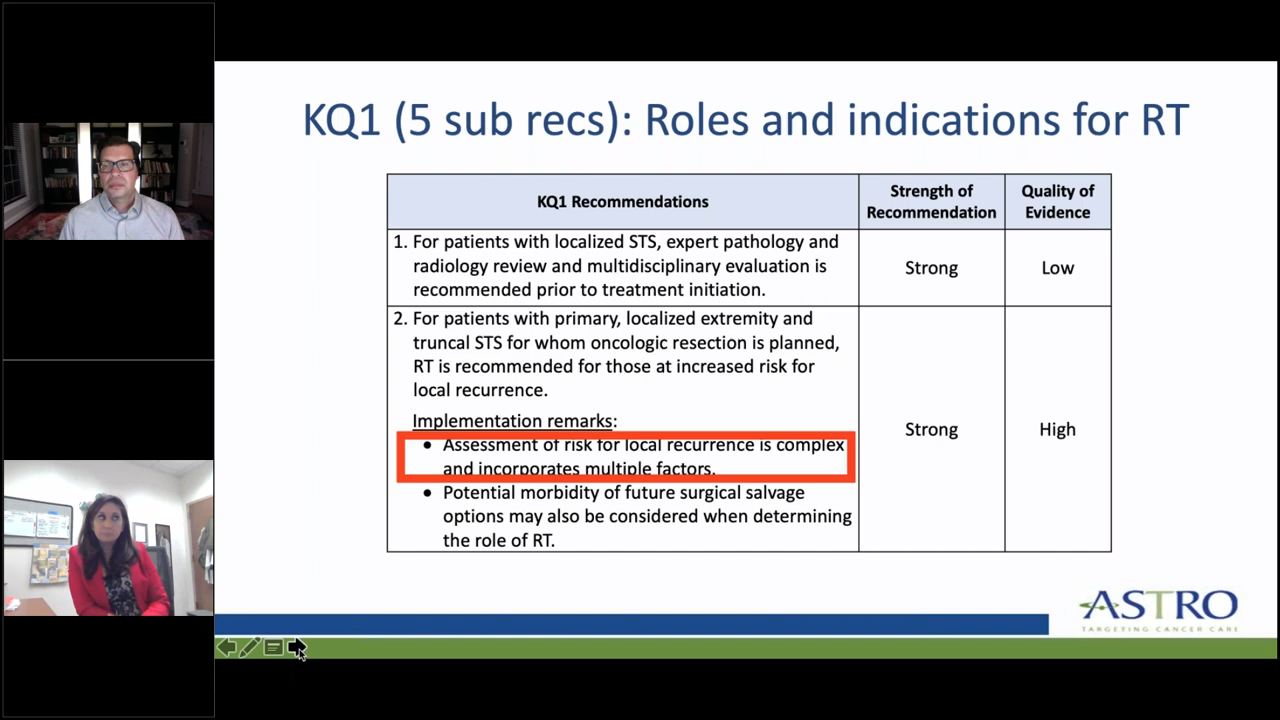 KQ1 (5 sub recs): Roles and indications for RT
KQ1 Recommendations
Strength of
Recommendation
Quality of
Evidence
1. For patients with localized STS, expert pathology and
radiology review and multidisciplinary evaluation is
recommended prior to treatment initiation.
Strong
Low
2. For patients with primary, localized extremity and
truncal STS for whom oncologic resection is planned,
RT is recommended for those at increased risk for
local recurrence.
Implementation remarks:
• Assessment of risk for local recurrence is complex
and incorporates multiple factors.
• Potential morbidity of future surgical salvage
options may also be considered when determining
the role of RT.
Strong
High
ASTRO
TARGETING CANCER CARE